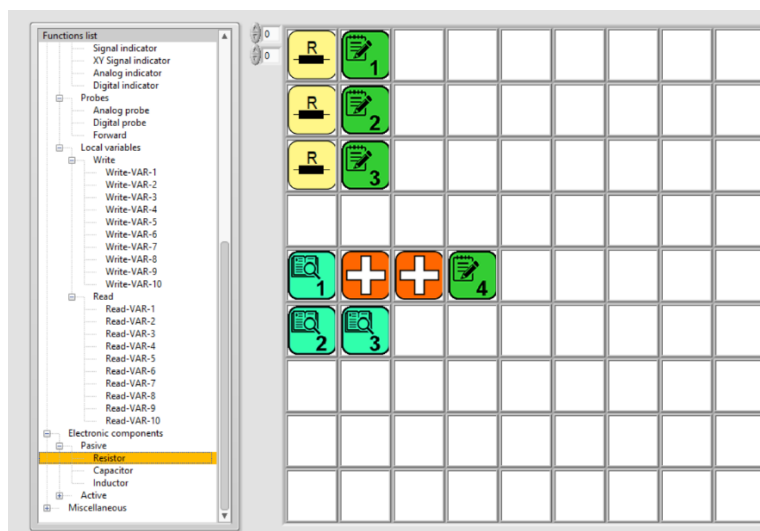 Functions list
Signal indicator
XY Signal indicator
Analog indicator
Digital indicator
Probes
Analog probe
Digital probe
Forward
Local variables
Write
Write-VAR-1
Write-VAR-2
Write-VAR-3
Write-VAR-4
Write-VAR-5
Write-VAR-6
Write-VAR-7
Write-VAR-8
Write-VAR-9
Write-VAR-10
Read
Read-VAR-1
Read-VAR-2
Read-VAR-3
Read-VAR-4
Read-VAR-5
Read-VAR-6
Read-VAR-7
Read-VAR-8
Read-VAR-9
Read-VAR-10
Electronic components
Pasive
Resistor
Capacitor
Inductor
Active
Miscellaneous
0
0
R 1
R 2
R 3
1 4
2 3